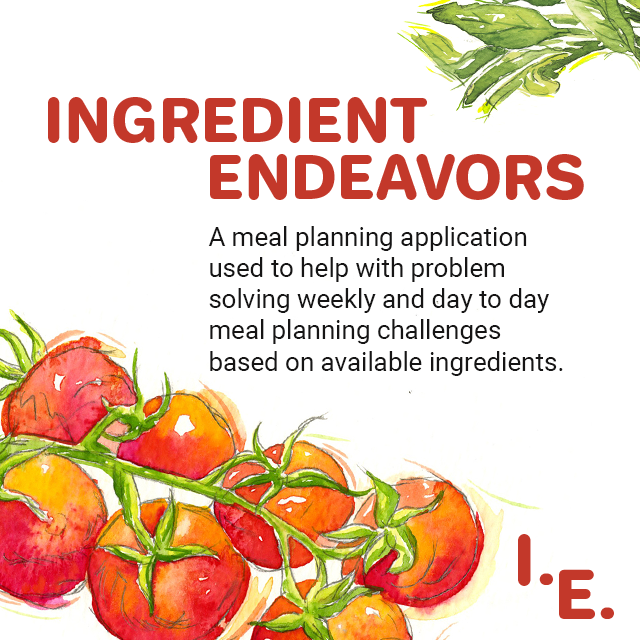 INGREDIENT
ENDEAVORS
A meal planning application
used to help with problem
solving weekly and day to day
meal planning challenges
based on available ingredients.
I.
E.